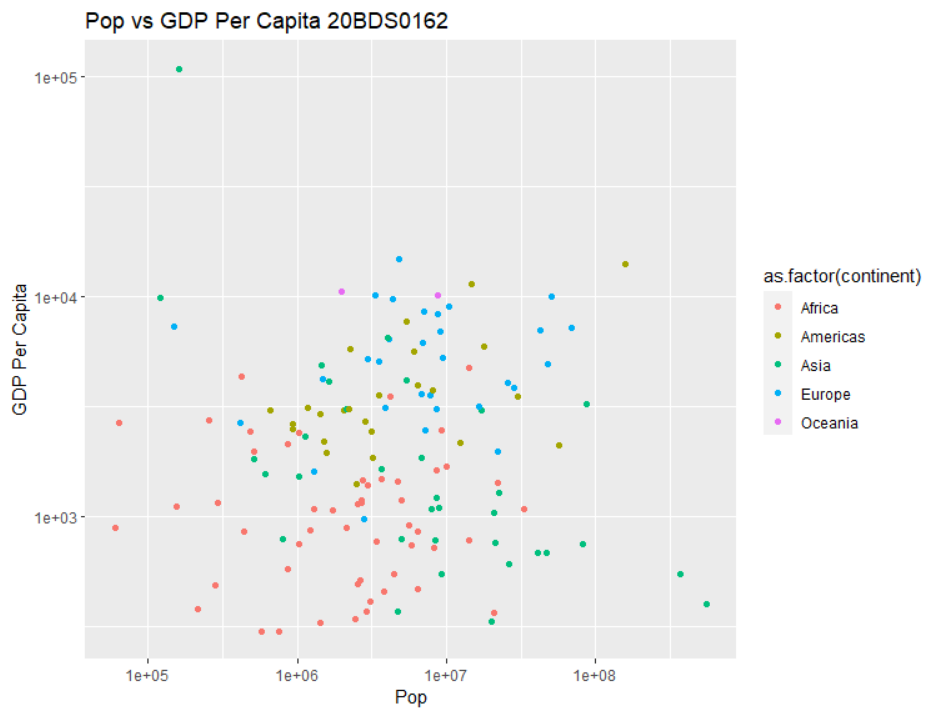 Pop vs GDP Per Capita 20BDS0162
1e+05
1e+04
1e+03
GDP Per Capita
1e+05 1e+06 1e+07 1e+08
Pop
as.factor(continent)
Africa
Americas
Asia
Europe
Oceania